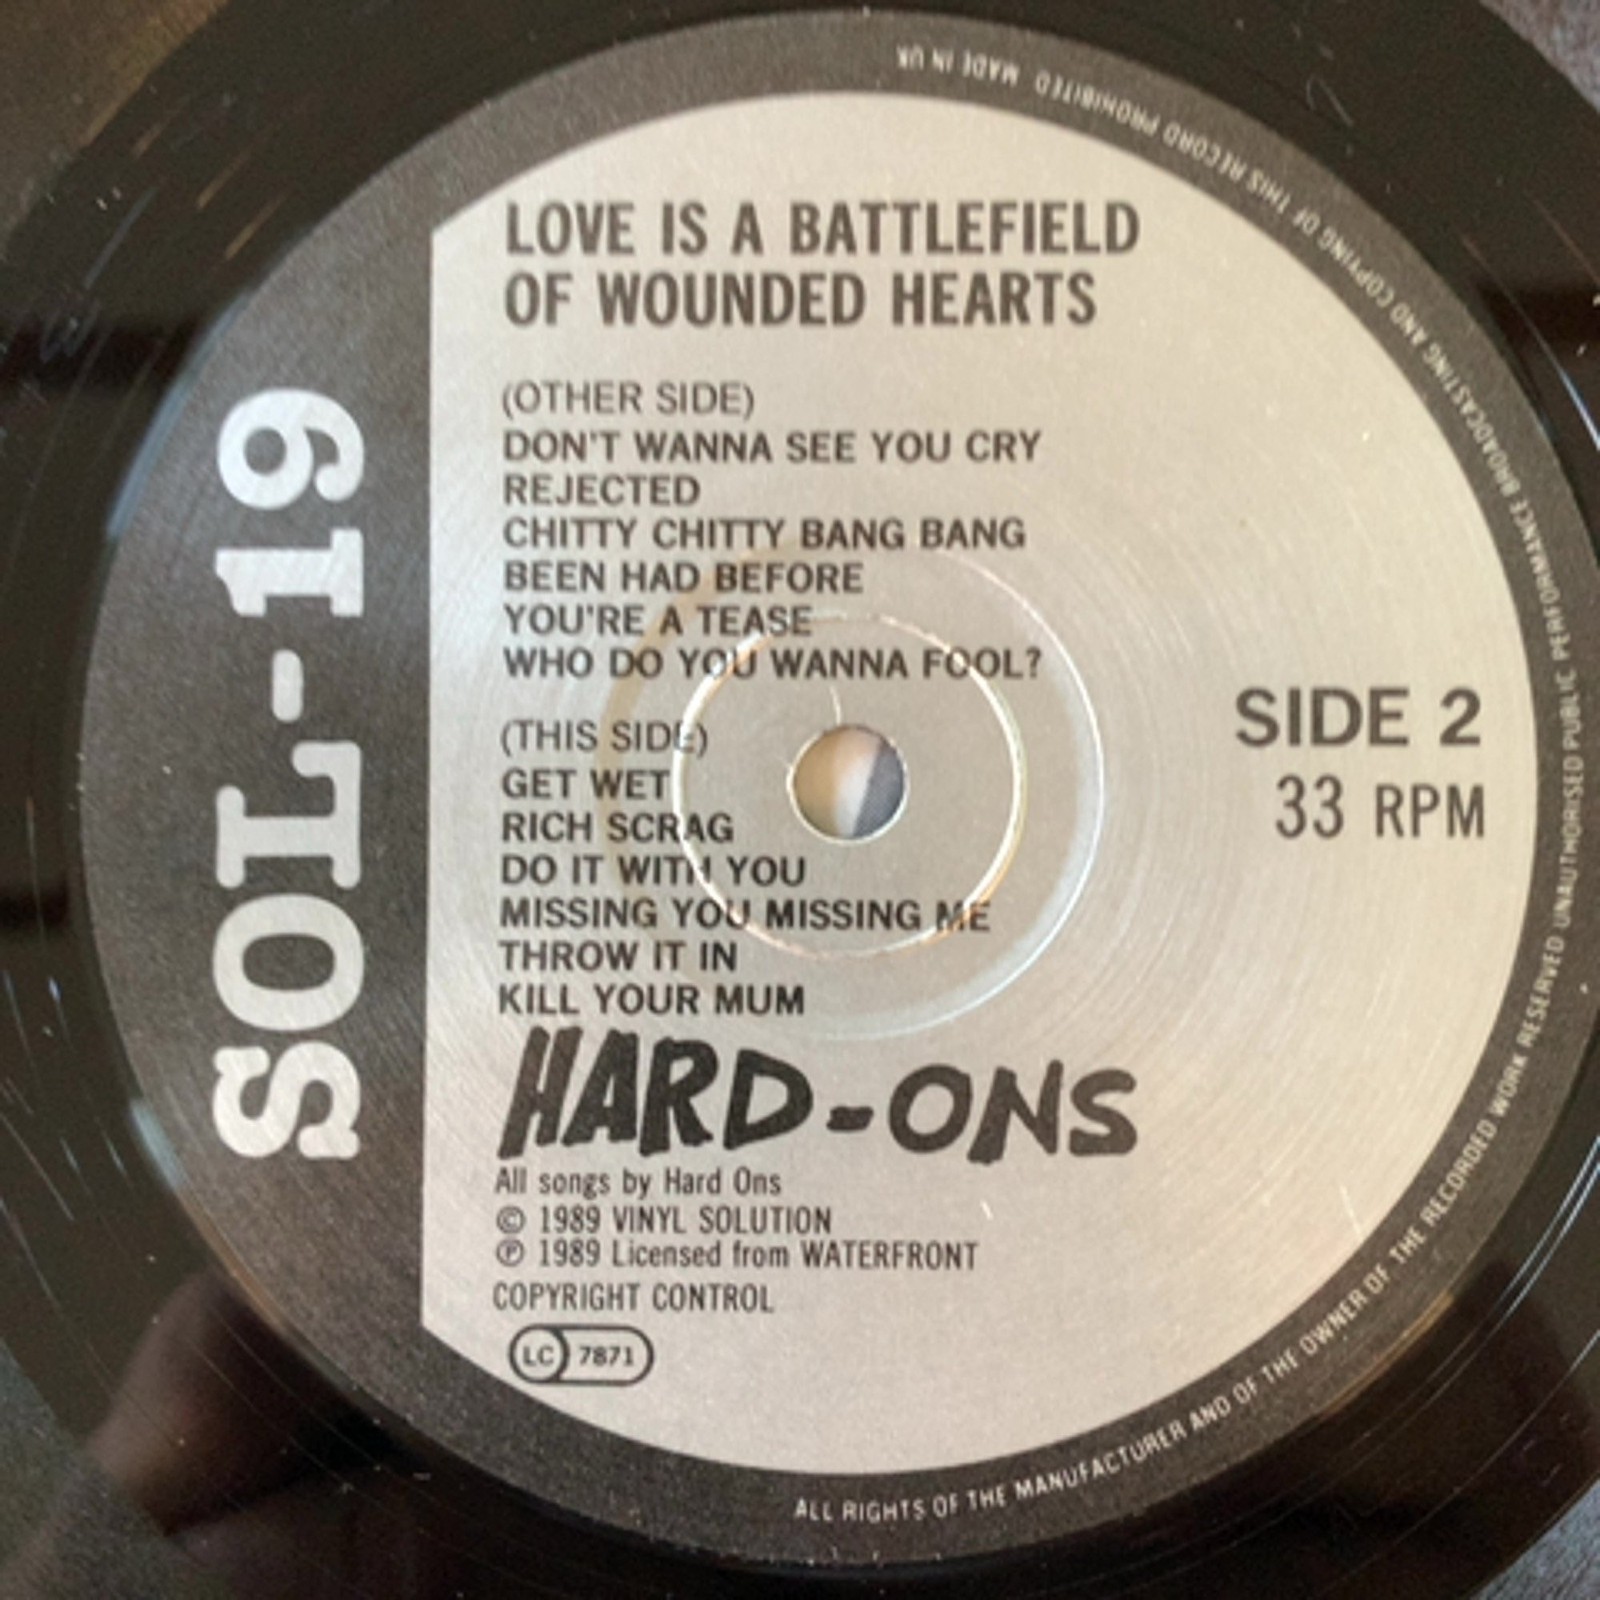 SOL-19
LOVE IS A BATTLEFIELD
OF WOUNDED HEARTS
(OTHER SIDE)
DON'T WANNA SEE YOU CRY
REJECTED
CHITTY CHITTY BANG BANG
BEEN HAD BEFORE
YOU'RE A TEASE
WHO DO YOU WANNA FOOL?
(THIS SIDE)
GET WET
RICH SCRAG
DO IT WITH YOU
MISSING YOU MISSING ME
THROW IT IN
KILL YOUR MUM
SIDE 2
33 RPM
HARD-ONS
All songs by Hard Ons
© 1989 VINYL SOLUTION
℗ 1989 Licensed from WATERFRONT
COPYRIGHT CONTROL
LC 7871
ALL RIGHTS OF THE MANUFACTURER AND OF THE OWNER OF THE RECORDED WORK RESERVED UNAUTHORISED PUBLIC PERFORMANCE BROADCASTING AND COPYING OF THIS RECORD PROHIBITED MADE IN UK